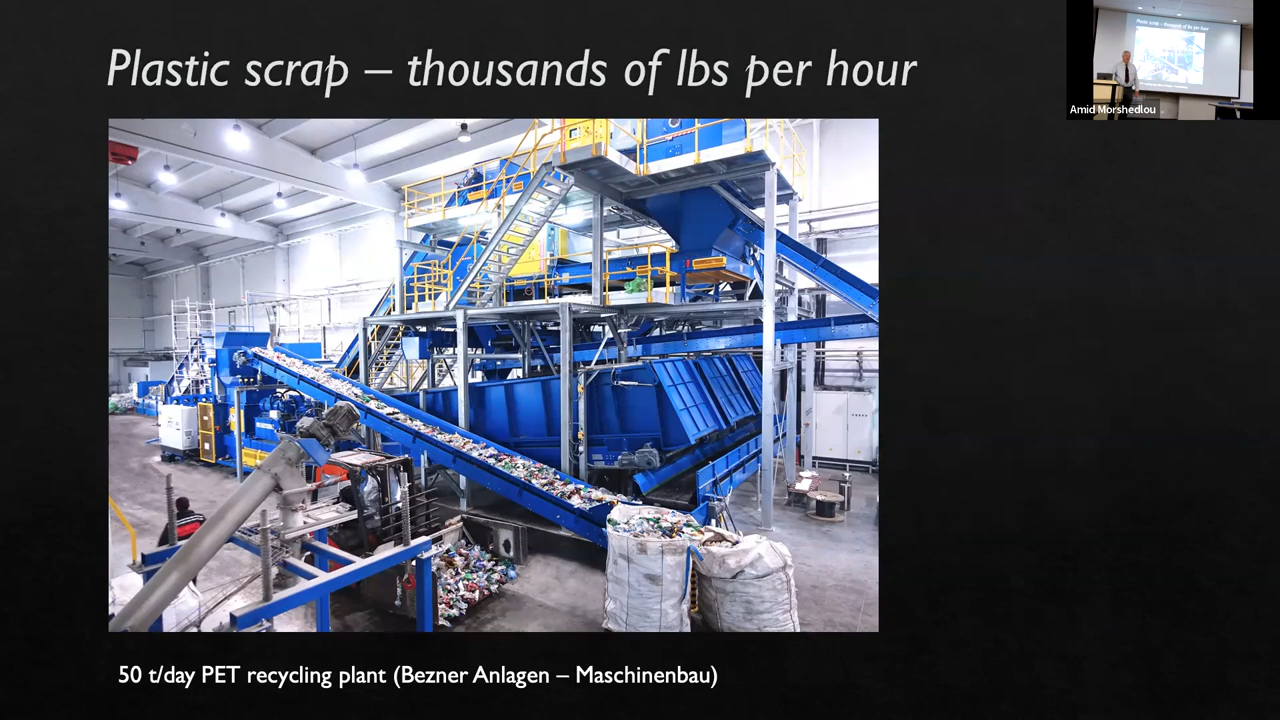 Plastic scrap – thousands of lbs per hour
Amid Morshedlou
50 t/day PET recycling plant (Bezner Anlagen – Maschinenbau)